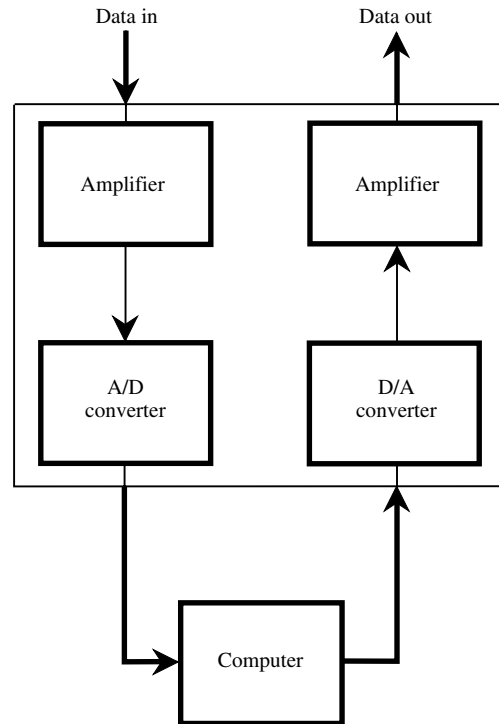 Data in
Data out
Amplifier
Amplifier
A/D
converter
D/A
converter
Computer